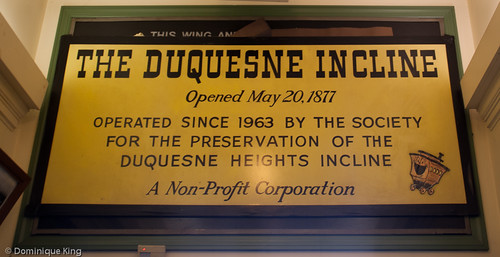 THIS WING AN
THE DUQUESNE INCLINE
Opened May 20, 1877
OPERATED SINCE 1963 BY THE SOCIETY
FOR THE PRESERVATION OF THE
DUQUESNE HEIGHTS INCLINE
A Non-Profit Corporation
© Dominique King